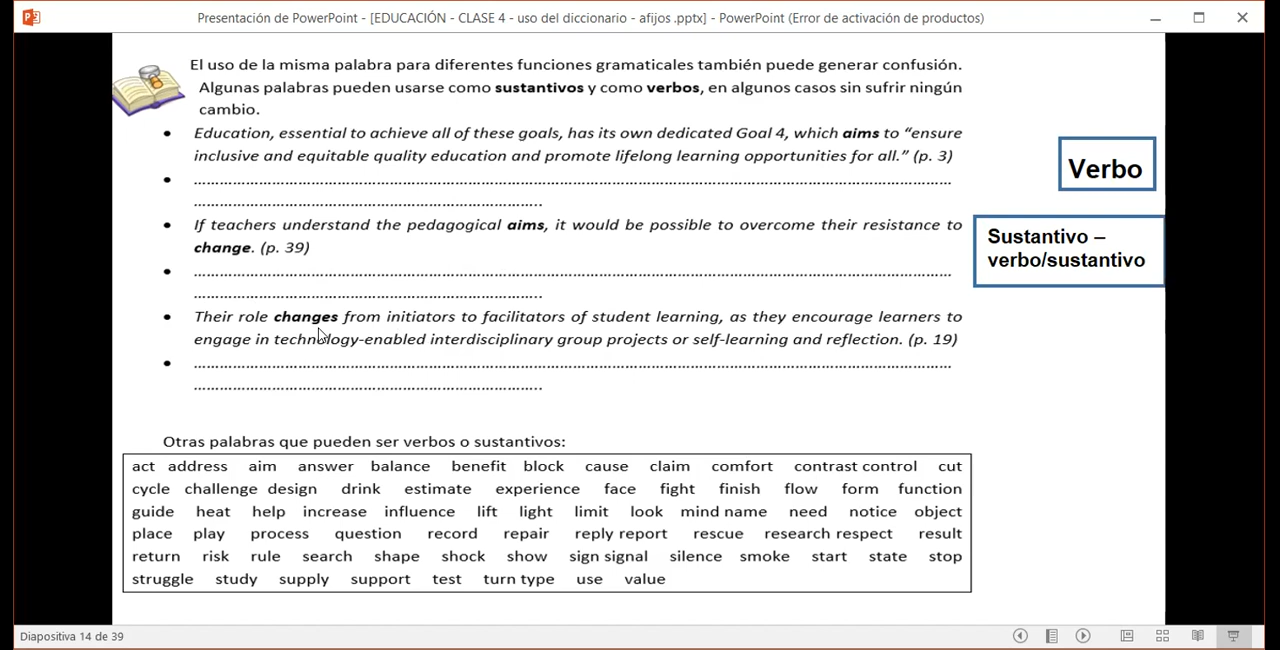 Presentación de PowerPoint - [EDUCACIÓN - CLASE 4 - uso del diccionario - afijos .pptx] - PowerPoint (Error de activación de productos)
El uso de la misma palabra para diferentes funciones gramaticales también puede generar confusión.
Algunas palabras pueden usarse como sustantivos y como verbos, en algunos casos sin sufrir ningún
cambio.
• Education, essential to achieve all of these goals, has its own dedicated Goal 4, which aims to “ensure
inclusive and equitable quality education and promote lifelong learning opportunities for all.” (p. 3)
Verbo
• If teachers understand the pedagogical aims, it would be possible to overcome their resistance to
change. (p. 39)
Sustantivo –
verbo/sustantivo
• Their role changes from initiators to facilitators of student learning, as they encourage learners to
engage in technology-enabled interdisciplinary group projects or self-learning and reflection. (p. 19)
Otras palabras que pueden ser verbos o sustantivos:
act address aim answer balance benefit block cause claim comfort contrast control cut
cycle challenge design drink estimate experience face fight finish flow form function
guide heat help increase influence lift light limit look mind name need notice object
place play process question record repair reply report rescue research respect result
return risk rule search shape shock show sign signal silence smoke start state stop
struggle study supply support test turn type use value
Diapositiva 14 de 39